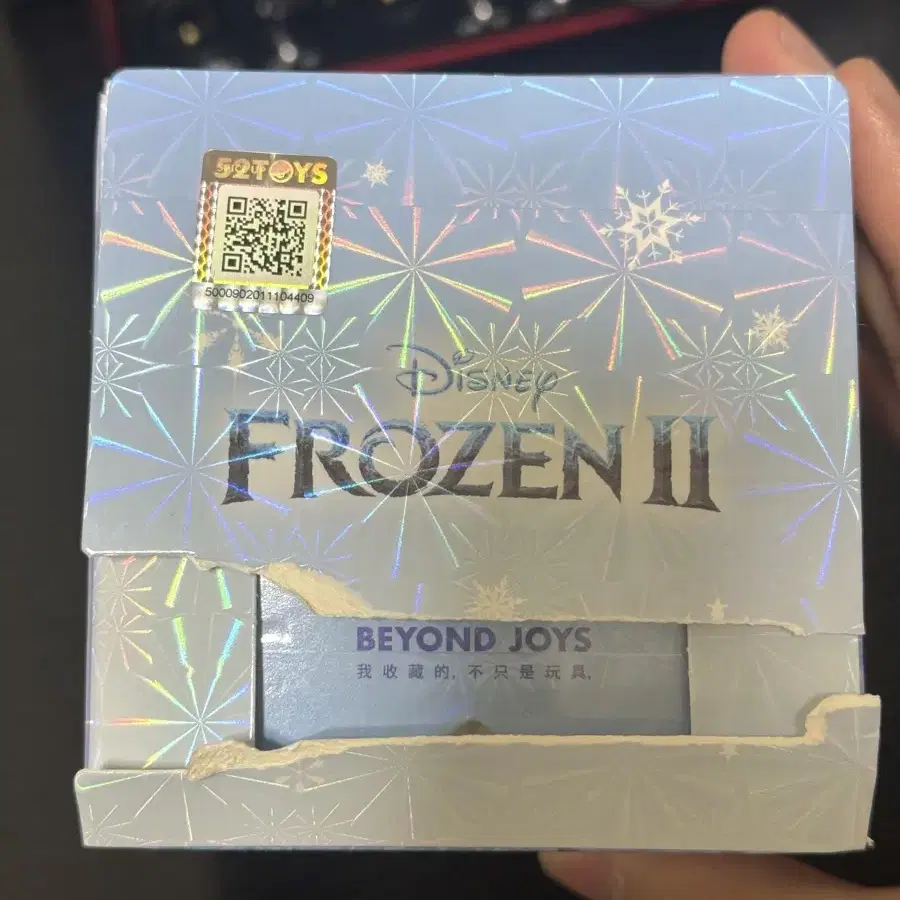 52TOYS
5000902011104409
Disney
FROZEN II
BEYOND JOYS
我收藏的,不只是玩具,